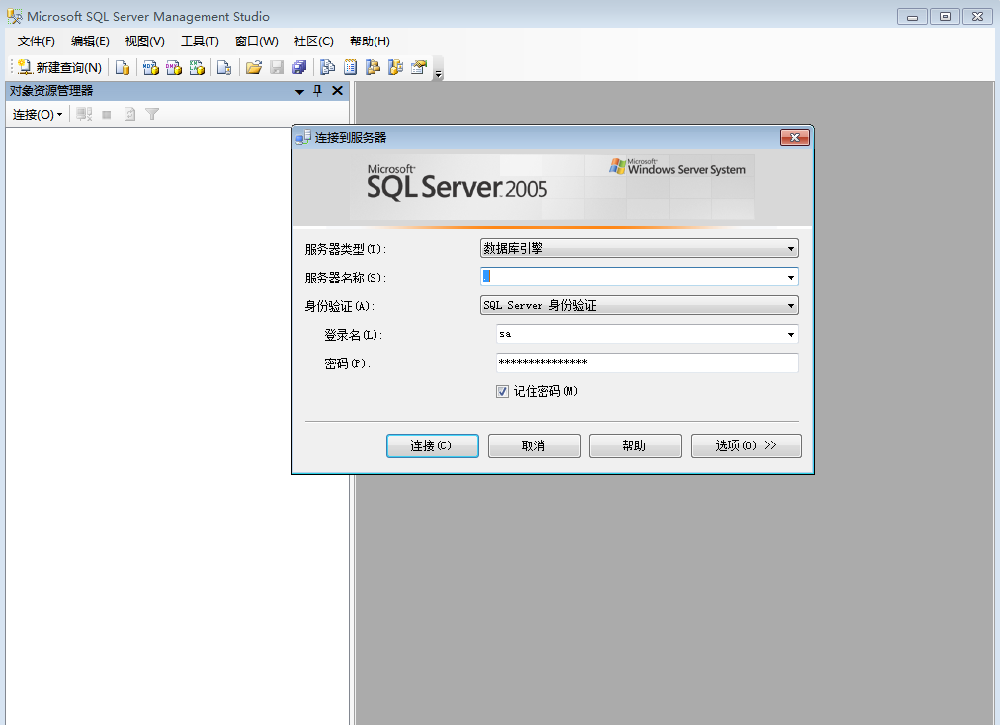 Microsoft SQL Server Management Studio
文件(F) 编辑(E) 视图(V) 工具(T) 窗口(W) 社区(C) 帮助(H)
新建查询(N)
对象资源管理器
连接(O)
连接到服务器
Microsoft
SQL Server 2005
Microsoft
Windows Server System
服务器类型(T):
数据库引擎
服务器名称(S):
.
身份验证(A):
SQL Server 身份验证
登录名(L):
sa
密码(P):
***************
记住密码(M)
连接(C) 取消 帮助 选项(O) >>